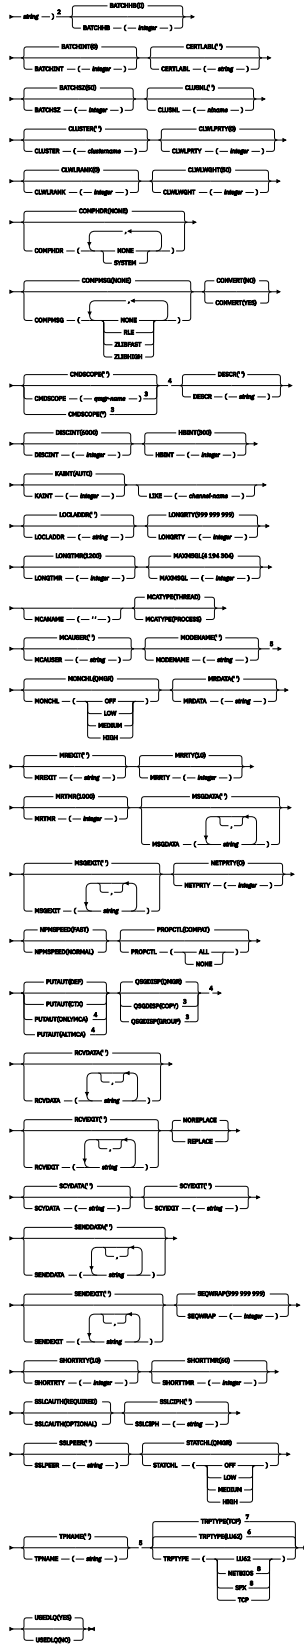 string ) 2 BATCHHB(0)
BATCHHB ( integer )
BATCHINT(0) CERTLABL(' ')
BATCHINT ( integer ) CERTLABL ( string )
BATCHSZ(50) CLUSNL(' ')
BATCHSZ ( integer ) CLUSNL ( nlname )
CLUSTER(' ') CLWLPRTY(0)
CLUSTER ( clustername ) CLWLPRTY ( integer )
CLWLRANK(0) CLWLWGHT(50)
CLWLRANK ( integer ) CLWLWGHT ( integer )
COMPHDR(NONE)
,
COMPHDR ( NONE )
SYSTEM
COMPMSG(NONE) CONVERT(NO)
, CONVERT(YES)
COMPMSG ( NONE )
RLE
ZLIBFAST
ZLIBHIGH
CMDSCOPE(' ') 4 DESCR(' ')
CMDSCOPE ( qmgr-name ) 3 DESCR ( string )
CMDSCOPE(*) 3
DISCINT(6000) HBINT(300)
DISCINT ( integer ) HBINT ( integer )
KAINT(AUTO)
KAINT ( integer ) LIKE ( channel-name )
LOCLADDR(' ') LONGRTY(999 999 999)
LOCLADDR ( string ) LONGRTY ( integer )
LONGTMR(1200) MAXMSGL(4 194 304)
LONGTMR ( integer ) MAXMSGL ( integer )
MCATYPE(THREAD)
MCANAME ( ' ' ) MCATYPE(PROCESS)
MCAUSER(' ') MODENAME(' ') 5
MCAUSER ( string ) MODENAME ( string )
MONCHL(QMGR) MRDATA(' ')
MONCHL ( OFF ) MRDATA ( string )
LOW
MEDIUM
HIGH
MREXIT(' ') MRRTY(10)
MREXIT ( string ) MRRTY ( integer )
MRTMR(1000) MSGDATA(' ')
MRTMR ( integer ) ,
MSGDATA ( string )
MSGEXIT(' ') NETPRTY(0)
, NETPRTY ( integer )
MSGEXIT ( string )
NPMSPEED(FAST) PROPCTL(COMPAT)
NPMSPEED(NORMAL) PROPCTL ( ALL )
NONE
PUTAUT(DEF) QSGDISP(QMGR) 4
PUTAUT(CTX) QSGDISP(COPY) 3
PUTAUT(ONLYMCA) 4 QSGDISP(GROUP) 3
PUTAUT(ALTMCA) 4
RCVDATA(' ')
,
RCVDATA ( string )
RCVEXIT(' ') NOREPLACE
, REPLACE
RCVEXIT ( string )
SCYDATA(' ') SCYEXIT(' ')
SCYDATA ( string ) SCYEXIT ( string )
SENDDATA(' ')
,
SENDDATA ( string )
SENDEXIT(' ') SEQWRAP(999 999 999)
, SEQWRAP ( integer )
SENDEXIT ( string )
SHORTRTY(10) SHORTTMR(60)
SHORTRTY ( integer ) SHORTTMR ( integer )
SSLCAUTH(REQUIRED) SSLCIPH(' ')
SSLCAUTH(OPTIONAL) SSLCIPH ( string )
SSLPEER(' ') STATCHL(QMGR)
SSLPEER ( string ) STATCHL ( OFF )
LOW
MEDIUM
HIGH
TRPTYPE(TCP) 7
TPNAME(' ') TRPTYPE(LU62) 6
TPNAME ( string ) 5 TRPTYPE ( LU62 )
NETBIOS 8
SPX 8
TCP
USEDLQ(YES)
USEDLQ(NO)